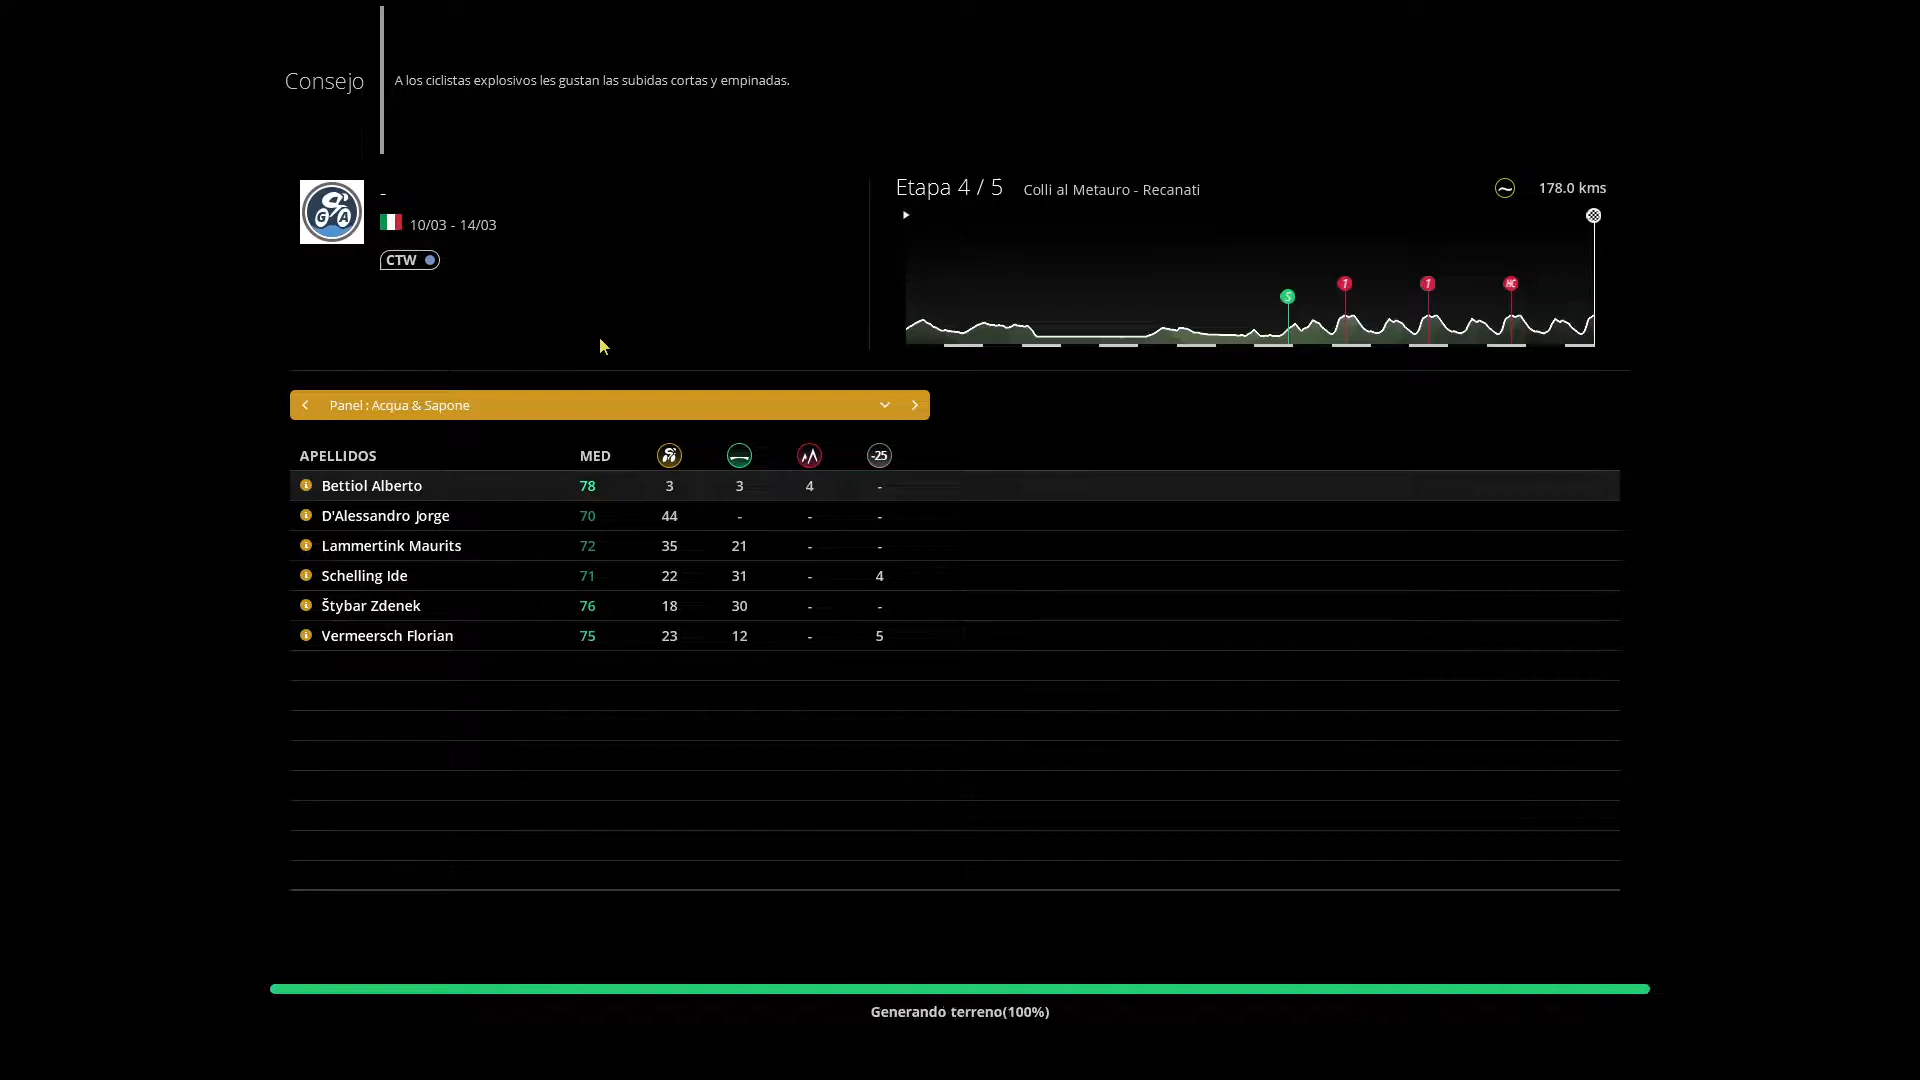 Consejo
A los ciclistas explosivos les gustan las subidas cortas y empinadas.
G A
-
10/03 - 14/03
CTW
Etapa 4 / 5 Colli al Metauro - Recanati 178.0 kms
S 1 1 HC
Panel : Acqua & Sapone
APELLIDOS MED -25
Bettiol Alberto 78 3 3 4 -
D'Alessandro Jorge 70 44 - - -
Lammertink Maurits 72 35 21 - -
Schelling Ide 71 22 31 - 4
Štybar Zdenek 76 18 30 - -
Vermeersch Florian 75 23 12 - 5
Generando terreno(100%)